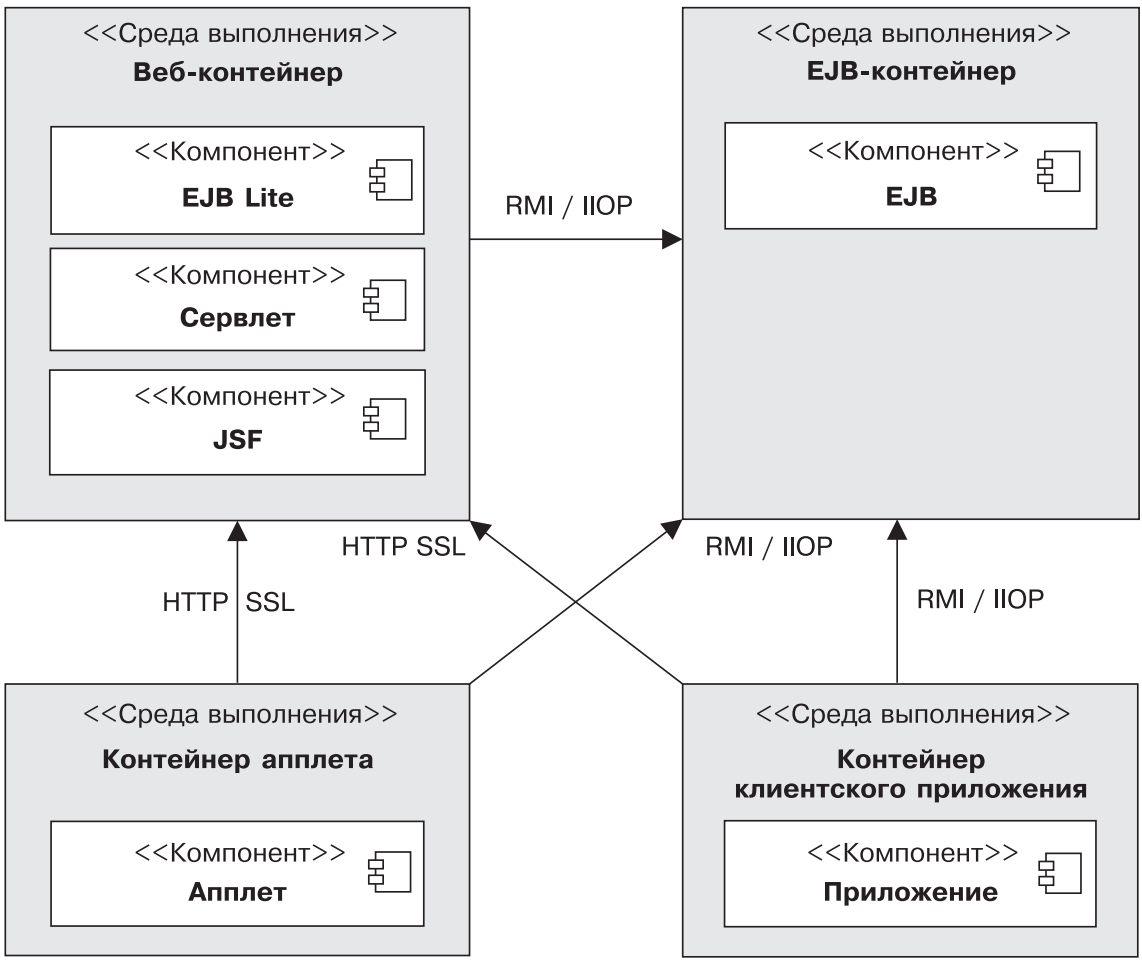 <<Среда выполнения>>
Веб-контейнер
<<Компонент>>
EJB Lite
<<Компонент>>
Сервлет
<<Компонент>>
JSF
RMI / IIOP
<<Среда выполнения>>
EJB-контейнер
<<Компонент>>
EJB
HTTP SSL
RMI / IIOP
HTTP SSL
RMI / IIOP
<<Среда выполнения>>
Контейнер апплета
<<Компонент>>
Апплет
<<Среда выполнения>>
Контейнер
клиентского приложения
<<Компонент>>
Приложение